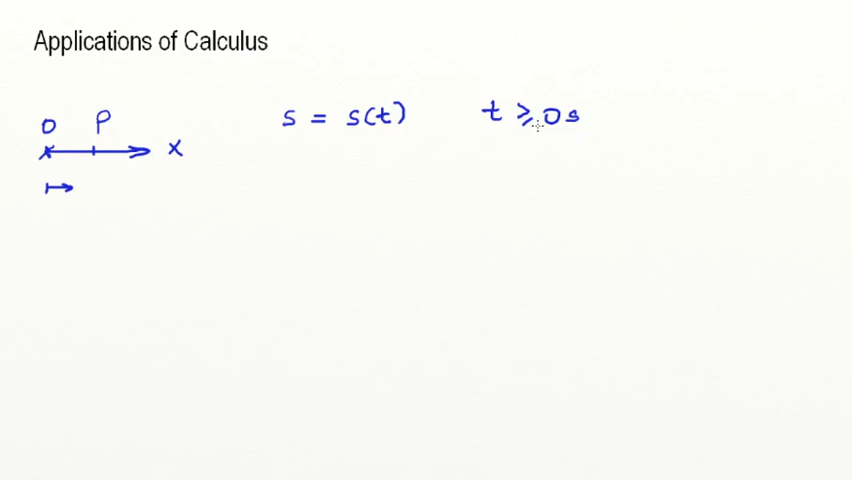 Applications of Calculus
O P s = s(t) t ≥ 0s
x